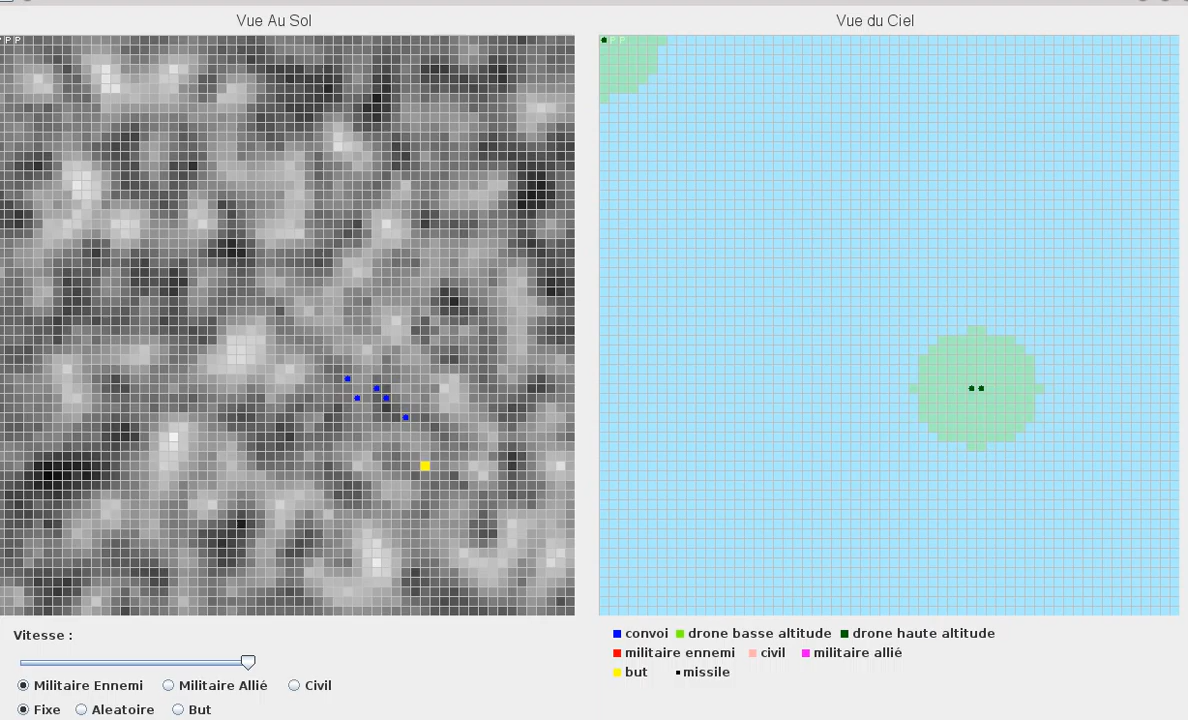 Vue Au Sol
Vue du Ciel
P P
P P
Vitesse :
Militaire Ennemi
Militaire Allié
Civil
Fixe
Aleatoire
But
convoi
drone basse altitude
drone haute altitude
militaire ennemi
civil
militaire allié
but
missile